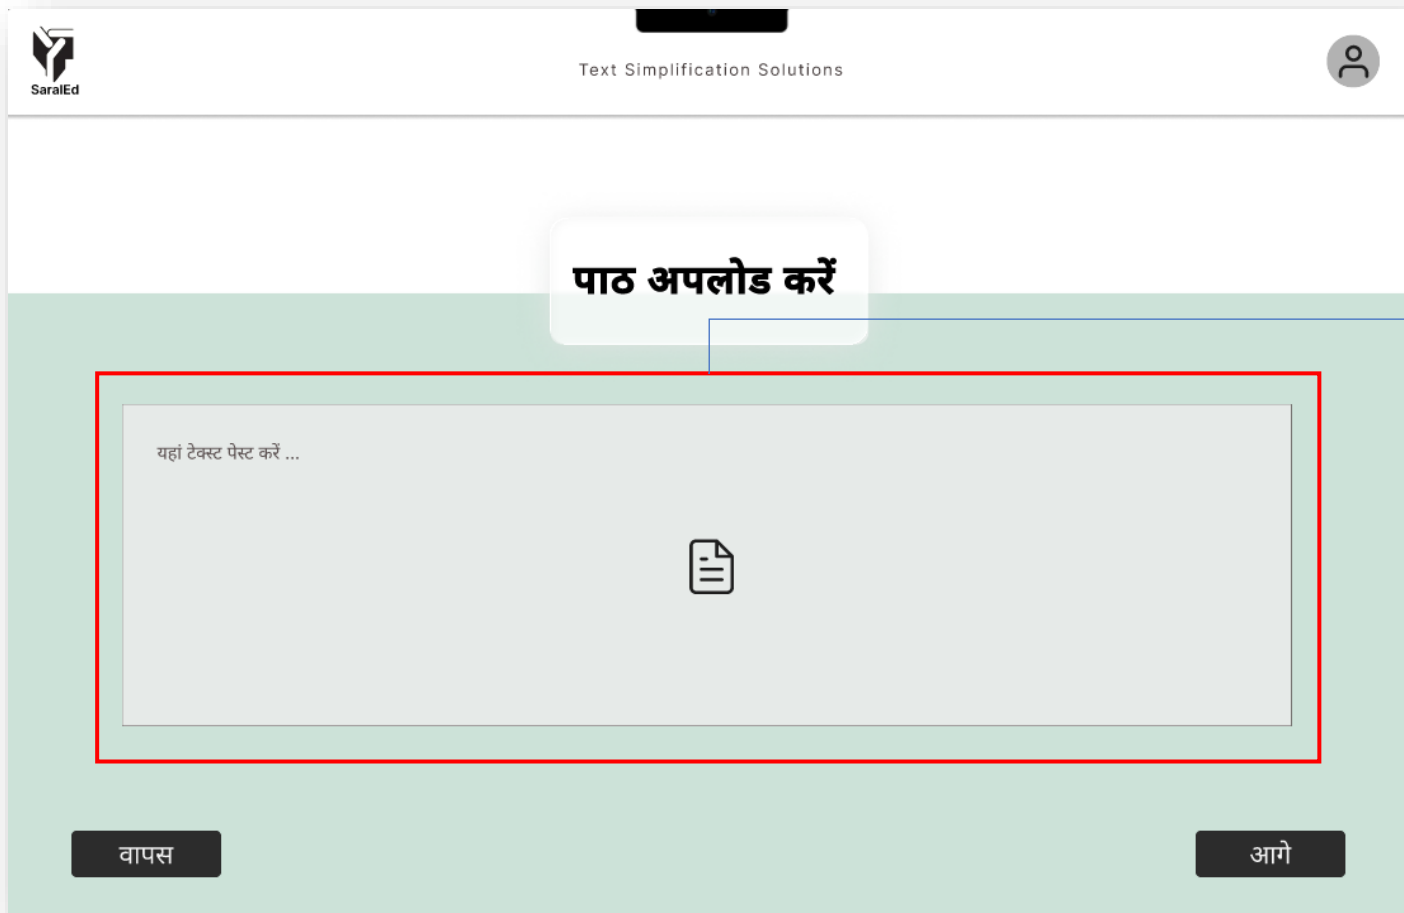 SaralEd
Text Simplification Solutions
पाठ अपलोड करें
यहां टेक्स्ट पेस्ट करें ...
वापस
आगे